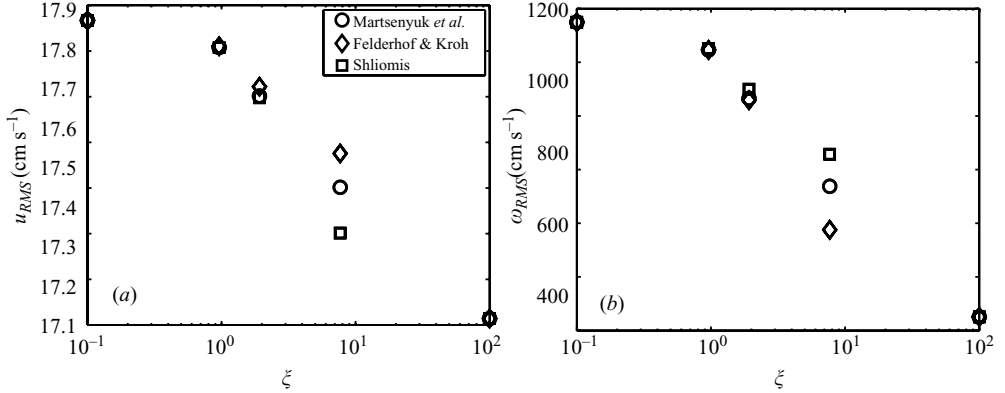 17.9
17.8
17.7
17.6
17.5
17.4
17.3
17.2
17.1
u_RMS (cm s⁻¹)
Martsenyuk et al.
Felderhof & Kroh
Shliomis
(a)
10⁻¹ 10⁰ 10¹ 10²
ξ
1200
1000
800
600
400
ω_RMS (cm s⁻¹)
(b)
10⁻¹ 10⁰ 10¹ 10²
ξ